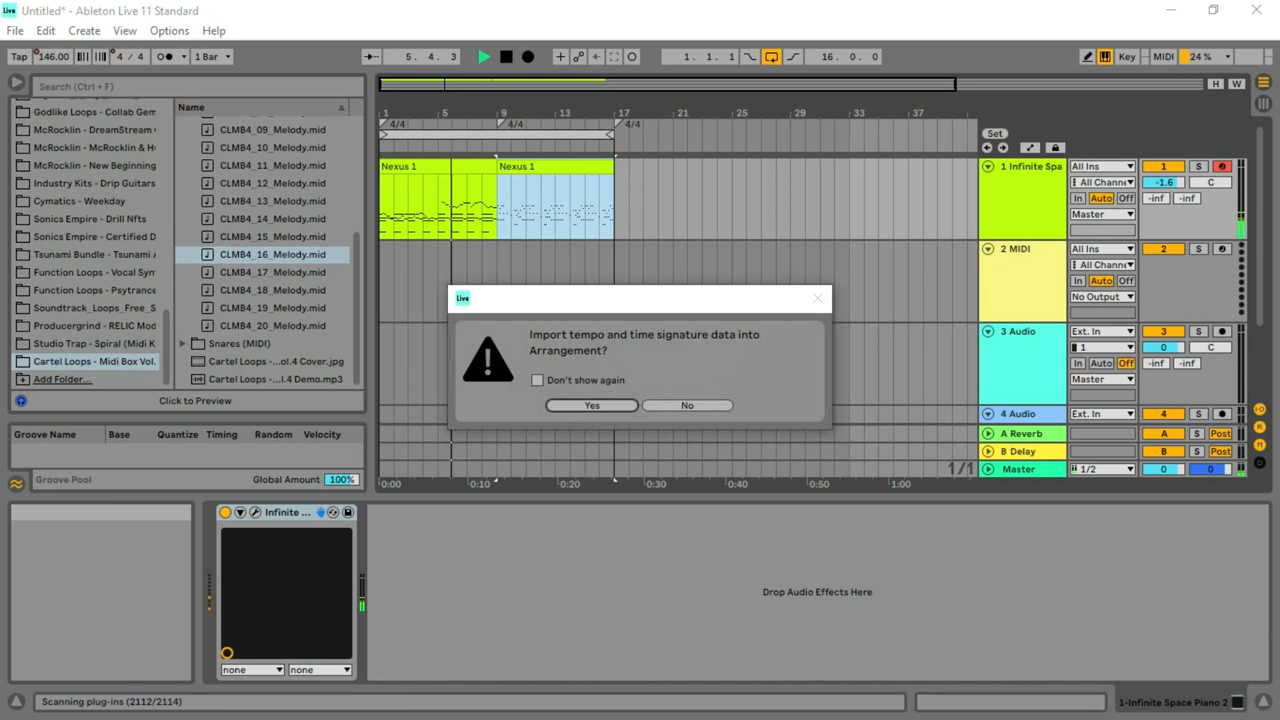 Live Untitled* - Ableton Live 11 Standard
File Edit Create View Options Help
Tap 146.00 4 / 4 1 Bar 5. 4. 3 1. 1. 1 16. 0. 0 Key MIDI 24 %
Search (Ctrl + F)
H W
Name
Godlike Loops - Collab Gem
McRocklin - DreamStream
McRocklin - McRocklin & H
McRocklin - New Beginning
Industry Kits - Drip Guitars
Cymatics - Weekday
Sonics Empire - Drill Nfts
Sonics Empire - Certified D
Tsunami Bundle - Tsunami
Function Loops - Vocal Syn
Function Loops - Psytrance
Soundtrack_Loops_Free_S
Producergrind - RELIC Mod
Studio Trap - Spiral (Midi K
Cartel Loops - Midi Box Vol.
Add Folder...
CLMB4_09_Melody.mid
CLMB4_10_Melody.mid
CLMB4_11_Melody.mid
CLMB4_12_Melody.mid
CLMB4_13_Melody.mid
CLMB4_14_Melody.mid
CLMB4_15_Melody.mid
CLMB4_16_Melody.mid
CLMB4_17_Melody.mid
CLMB4_18_Melody.mid
CLMB4_19_Melody.mid
CLMB4_20_Melody.mid
Snares (MIDI)
Cartel Loops -...ol.4 Cover.jpg
Cartel Loops -...l.4 Demo.mp3
Click to Preview
Groove Name Base Quantize Timing Random Velocity
Groove Pool Global Amount 100%
1 5 9 13 17 21 25 29 33 37
4/4 4/4 4/4
Set
Nexus 1 Nexus 1
1 Infinite Spa All Ins 1 S
All Channe -1.6 C
In Auto Off -inf -inf
Master
2 MIDI All Ins 2 S
All Channe
In Auto Off
No Output
3 Audio Ext. In 3 S
1 0 C
In Auto Off -inf -inf
Master
4 Audio Ext. In 4 S
A Reverb A S Post
B Delay B S Post
1/1 Master 1/2 0 0
0:00 0:10 0:20 0:30 0:40 0:50 1:00
Live
Import tempo and time signature data into
Arrangement?
Don't show again
Yes No
Infinite ...
none none
Drop Audio Effects Here
Scanning plug-ins (2112/2114)
1-Infinite Space Piano 2